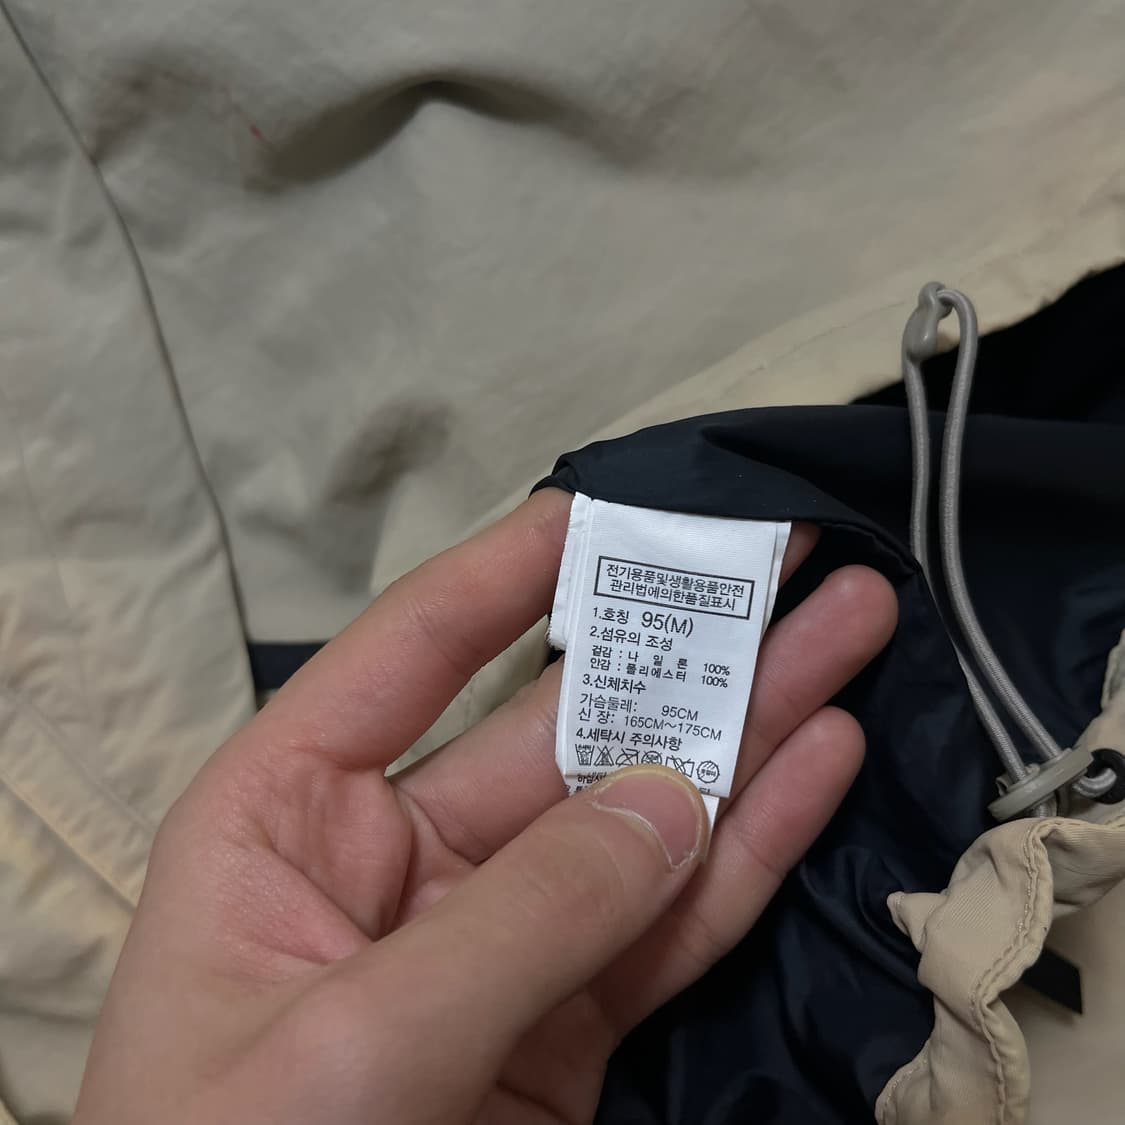 전기용품및생활용품안전
관리법에의한품질표시
1.호칭 95(M)
2.섬유의 조성
겉감 : 나 일 론 100%
안감 : 폴리에스터 100%
3.신체치수
가슴둘레: 95CM
신 장: 165CM~175CM
4.세탁시 주의사항